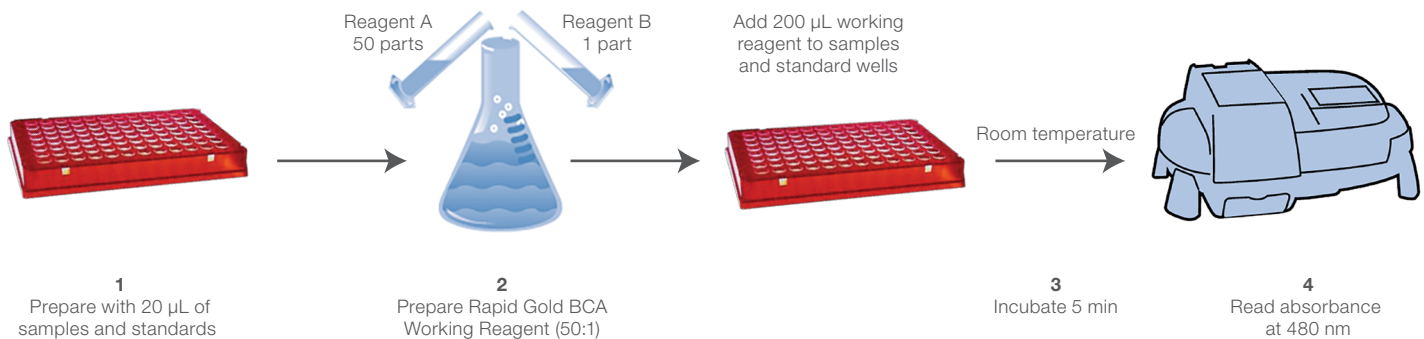 Reagent A
50 parts
Reagent B
1 part
Add 200 µL working
reagent to samples
and standard wells
Room temperature
1
Prepare with 20 µL of
samples and standards
2
Prepare Rapid Gold BCA
Working Reagent (50:1)
3
Incubate 5 min
4
Read absorbance
at 480 nm